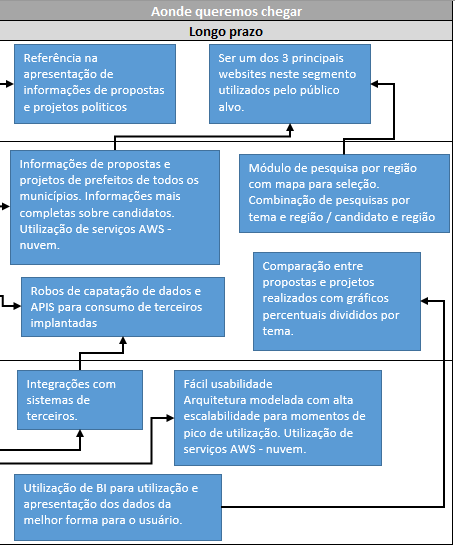 Aonde queremos chegar
Longo prazo
Referência na
apresentação de
informações de propostas
e projetos politicos
Ser um dos 3 principais
websites neste segmento
utilizados pelo público
alvo.
Informações de propostas e
projetos de prefeitos de todos os
municípios. Informações mais
completas sobre candidatos.
Utilização de serviços AWS -
nuvem.
Módulo de pesquisa por região
com mapa para seleção.
Combinação de pesquisas por
tema e região / candidato e região
Robos de capatação de dados e
APIS para consumo de terceiros
implantadas
Comparação entre
propostas e projetos
realizados com gráficos
percentuais divididos por
tema.
Integrações com
sistemas de
terceiros.
Fácil usabilidade
Arquitetura modelada com alta
escalabilidade para momentos de
pico de utilização. Utilização de
serviços AWS - nuvem.
Utilização de BI para utilização e
apresentação dos dados da
melhor forma para o usuário.